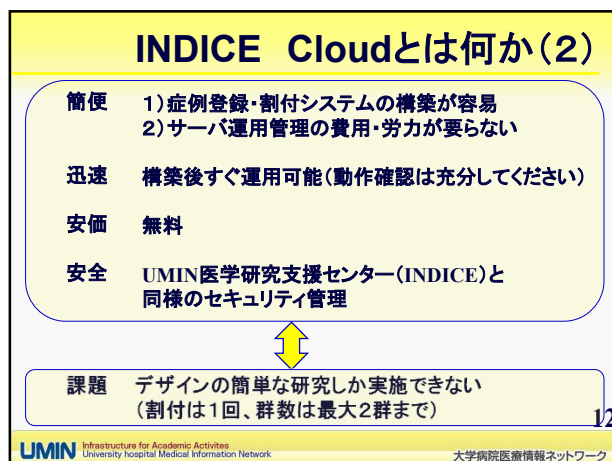 INDICE Cloudとは何か(2)
簡便 1)症例登録・割付システムの構築が容易
2)サーバ運用管理の費用・労力が要らない
迅速 構築後すぐ運用可能(動作確認は充分してください)
安価 無料
安全 UMIN医学研究支援センター(INDICE)と
同様のセキュリティ管理
課題 デザインの簡単な研究しか実施できない
(割付は1回、群数は最大2群まで)
12
UMIN Infrastructure for Academic Activites
University hospital Medical Information Network
大学病院医療情報ネットワーク